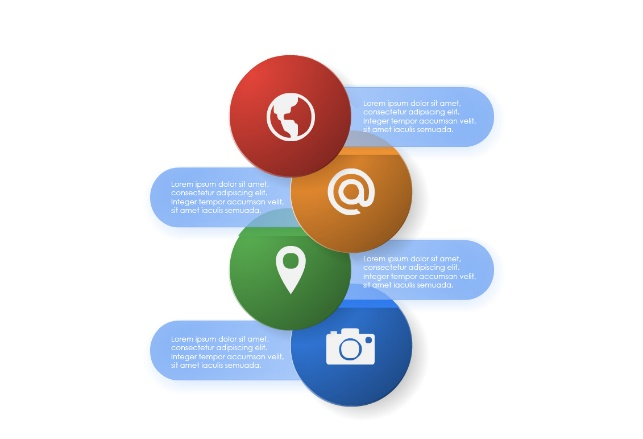 Lorem ipsum dolor sit amet,
consectetur adipiscing elit.
Integer tempor accumsan velit,
sit amet iaculis semuada.
@
Lorem ipsum dolor sit amet,
consectetur adipiscing elit.
Integer tempor accumsan velit,
sit amet iaculis semuada.
Lorem ipsum dolor sit amet,
consectetur adipiscing elit.
Integer tempor accumsan velit,
sit amet iaculis semuada.
Lorem ipsum dolor sit amet,
consectetur adipiscing elit.
Integer tempor accumsan velit,
sit amet iaculis semuada.